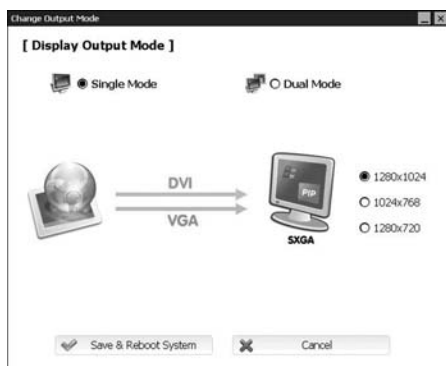 Change Output Mode
[ Display Output Mode ]
Single Mode
Dual Mode
DVI
VGA
PIP
SXGA
1280x1024
1024x768
1280x720
Save & Reboot System
Cancel